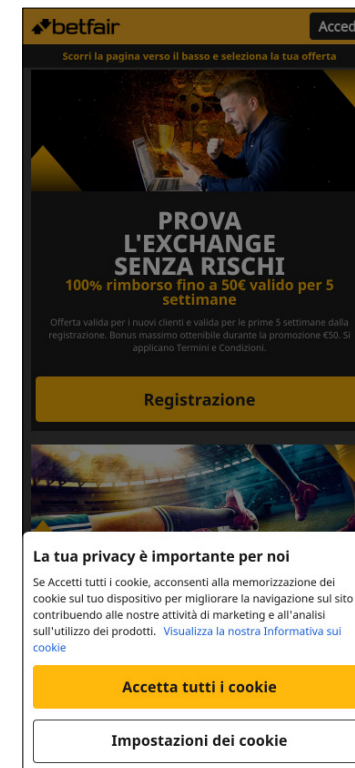 betfair
Acced
Scorri la pagina verso il basso e seleziona la tua offerta
PROVA
L'EXCHANGE
SENZA RISCHI
100% rimborso fino a 50€ valido per 5
settimane
Offerta valida per i nuovi clienti e valida per le prime 5 settimane dalla
registrazione. Bonus massimo ottenibile durante la promozione €50. Si
applicano Termini e Condizioni.
Registrazione
La tua privacy è importante per noi
Se Accetti tutti i cookie, acconsenti alla memorizzazione dei
cookie sul tuo dispositivo per migliorare la navigazione sul sito
contribuendo alle nostre attività di marketing e all'analisi
sull'utilizzo dei prodotti. Visualizza la nostra Informativa sui
cookie
Accetta tutti i cookie
Impostazioni dei cookie